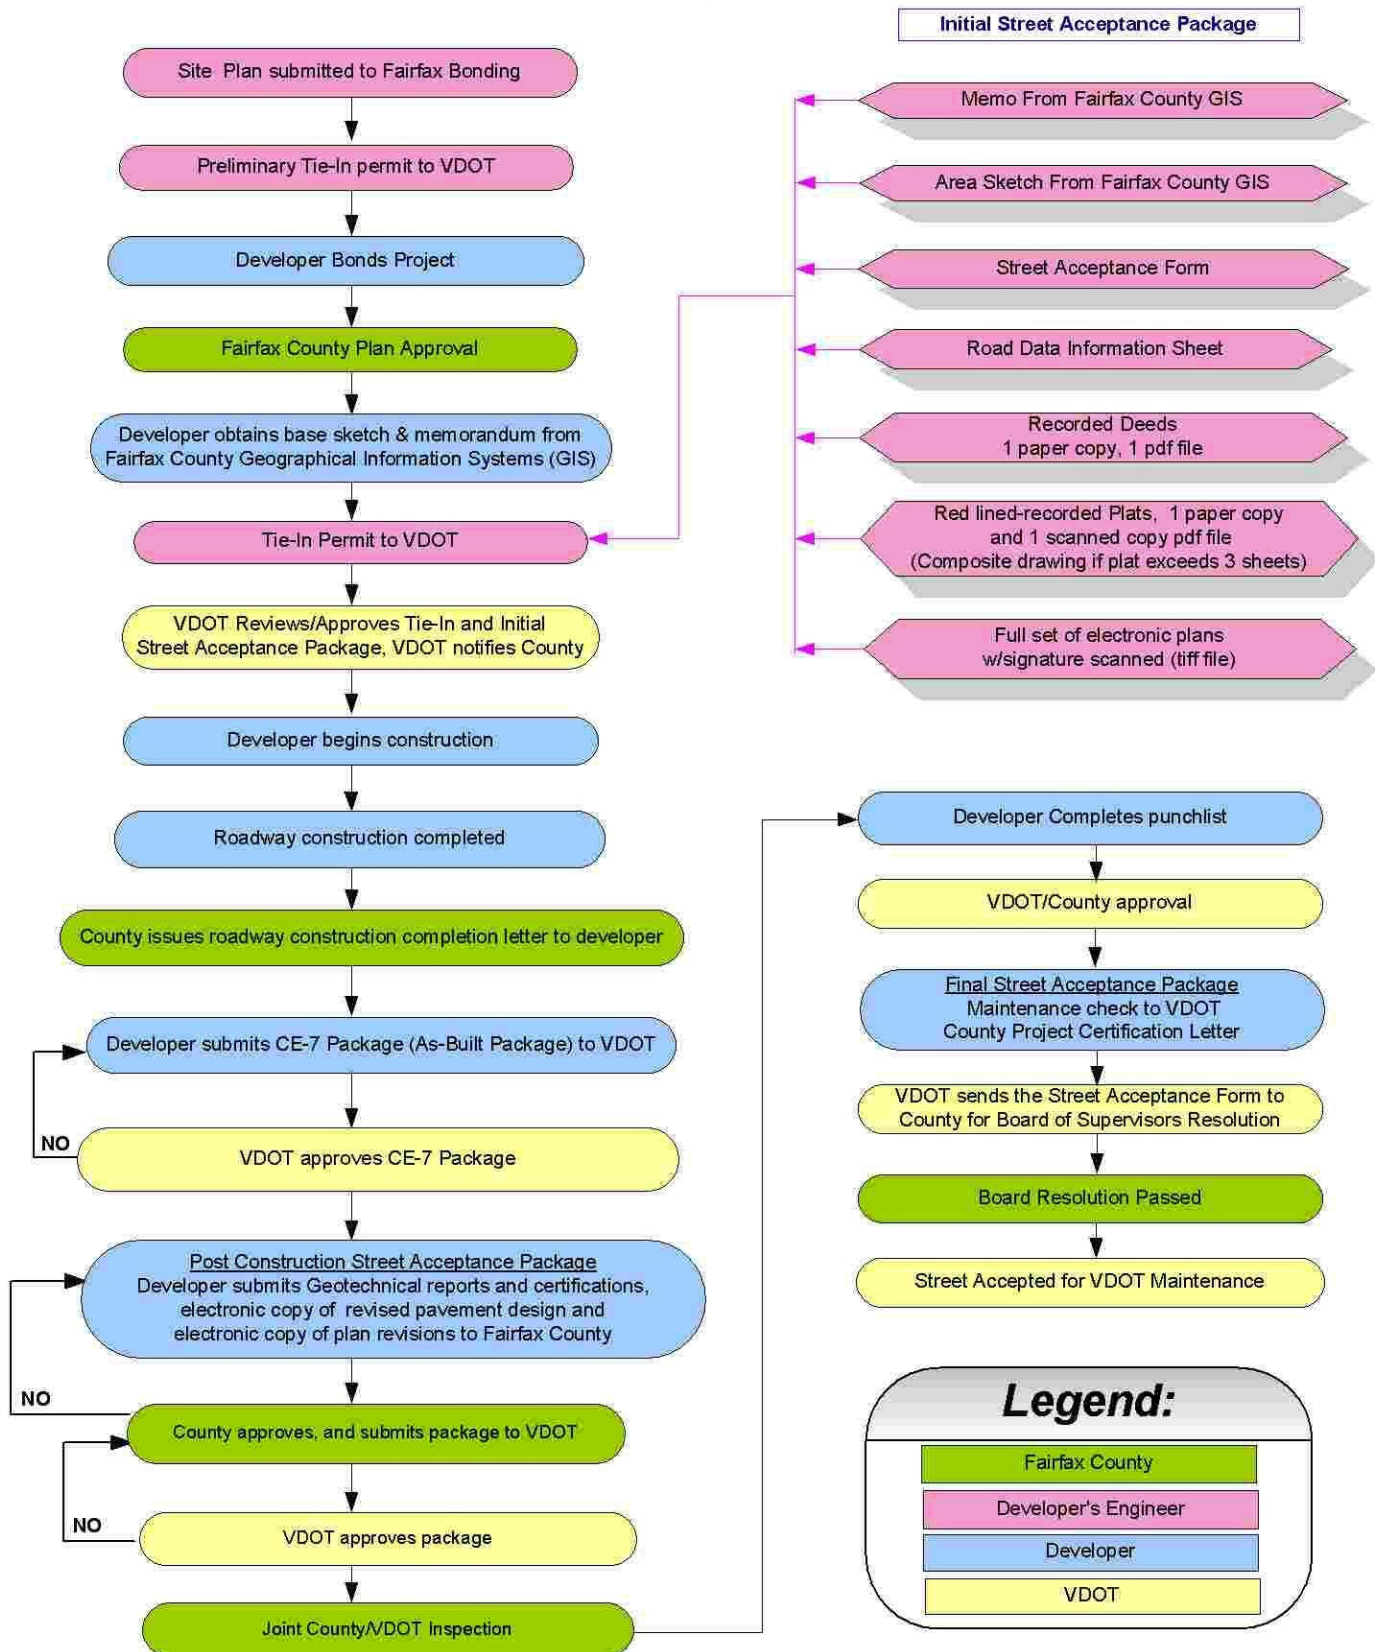 Initial Street Acceptance Package
Site Plan submitted to Fairfax Bonding
Preliminary Tie-In permit to VDOT
Developer Bonds Project
Fairfax County Plan Approval
Developer obtains base sketch & memorandum from
Fairfax County Geographical Information Systems (GIS)
Tie-In Permit to VDOT
VDOT Reviews/Approves Tie-In and Initial
Street Acceptance Package, VDOT notifies County
Developer begins construction
Roadway construction completed
County issues roadway construction completion letter to developer
Developer submits CE-7 Package (As-Built Package) to VDOT
NO
VDOT approves CE-7 Package
Post Construction Street Acceptance Package
Developer submits Geotechnical reports and certifications,
electronic copy of revised pavement design and
electronic copy of plan revisions to Fairfax County
NO
County approves, and submits package to VDOT
NO
VDOT approves package
Joint County/VDOT Inspection
Memo From Fairfax County GIS
Area Sketch From Fairfax County GIS
Street Acceptance Form
Road Data Information Sheet
Recorded Deeds
1 paper copy, 1 pdf file
Red lined-recorded Plats, 1 paper copy
and 1 scanned copy pdf file
(Composite drawing if plat exceeds 3 sheets)
Full set of electronic plans
w/signature scanned (tiff file)
Developer Completes punchlist
VDOT/County approval
Final Street Acceptance Package
Maintenance check to VDOT
County Project Certification Letter
VDOT sends the Street Acceptance Form to
County for Board of Supervisors Resolution
Board Resolution Passed
Street Accepted for VDOT Maintenance
Legend:
Fairfax County
Developer's Engineer
Developer
VDOT